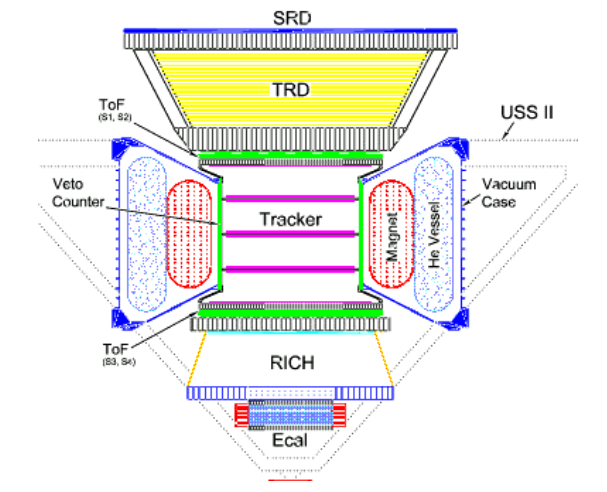 SRD
TRD
ToF
(S1, S2)
USS II
Veto
Counter
Tracker
Magnet
He Vessel
Vacuum
Case
ToF
(S3, S4)
RICH
Ecal